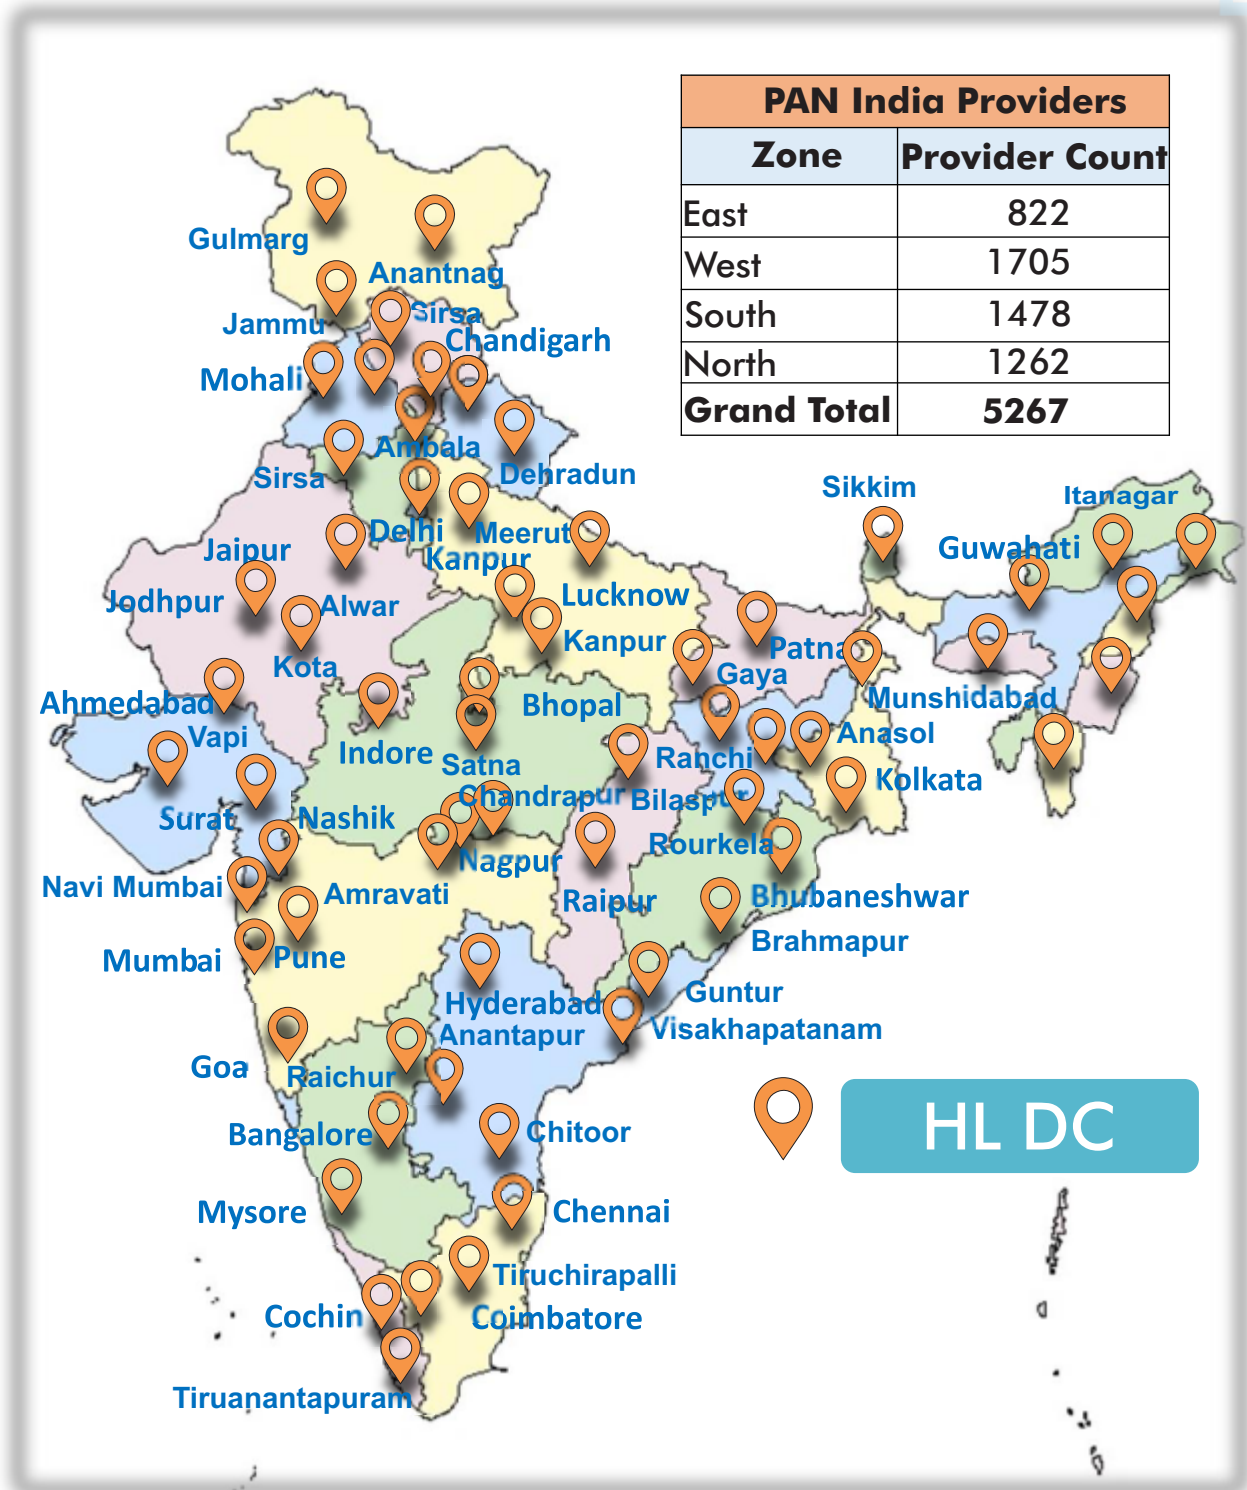 PAN India Providers
Zone Provider Count
East 822
West 1705
South 1478
North 1262
Grand Total 5267
Gulmarg
Anantnag
Jammu
Sirsa
Chandigarh
Mohali
Ambala
Sirsa
Dehradun
Sikkim
Itanagar
Delhi
Meerut
Guwahati
Jaipur
Kanpur
Jodhpur
Alwar
Lucknow
Kanpur
Patna
Kota
Gaya
Ahmedabad
Munshidabad
Bhopal
Vapi
Anasol
Indore
Satna
Ranchi
Kolkata
Chandrapur
Bilaspur
Surat
Nashik
Rourkela
Nagpur
Navi Mumbai
Amravati
Raipur
Bhubaneshwar
Brahmapur
Mumbai
Pune
Guntur
Hyderabad
Visakhapatanam
Anantapur
Goa
Raichur
HL DC
Bangalore
Chitoor
Mysore
Chennai
Tiruchirapalli
Cochin
Coimbatore
Tiruanantapuram